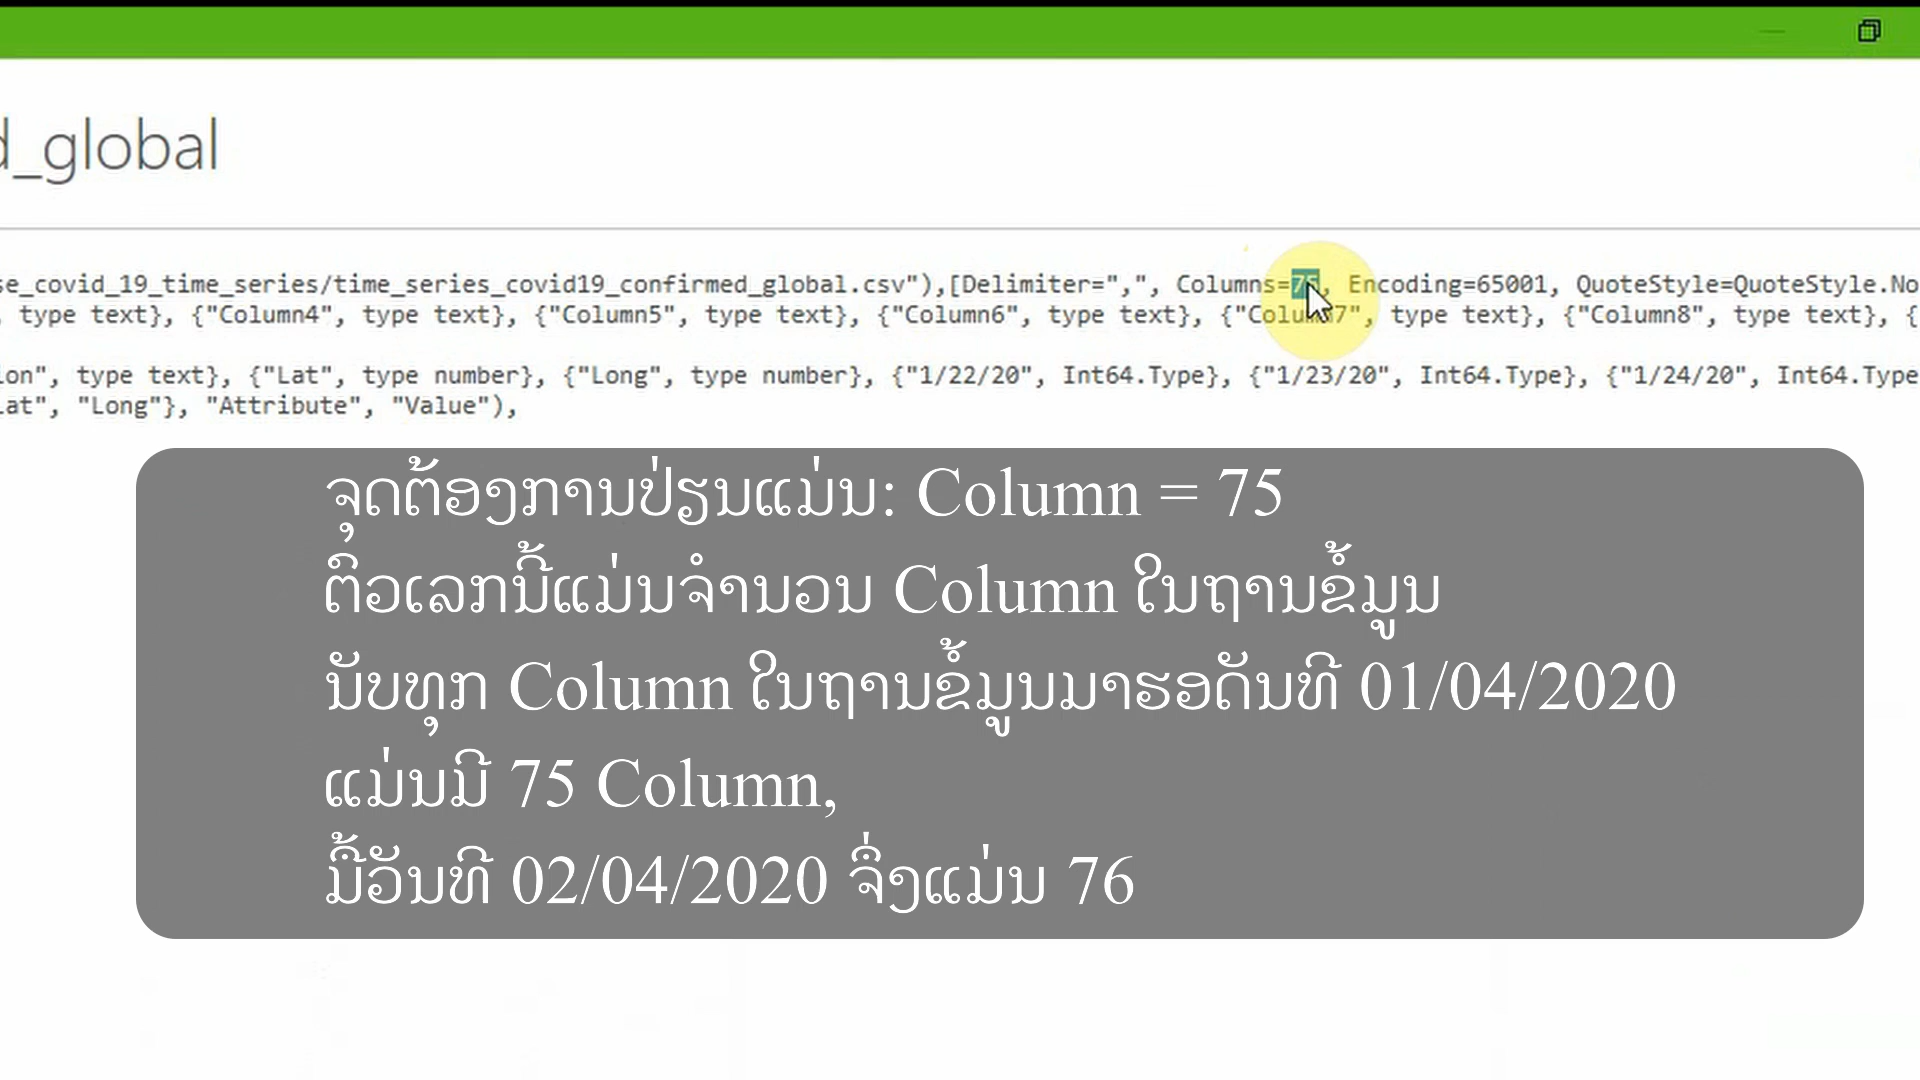 d_global
se_covid_19_time_series/time_series_covid19_confirmed_global.csv"),[Delimiter=",", Columns=75, Encoding=65001, QuoteStyle=QuoteStyle.No
, type text}, {"Column4", type text}, {"Column5", type text}, {"Column6", type text}, {"Column7", type text}, {"Column8", type text}, {
ion", type text}, {"Lat", type number}, {"Long", type number}, {"1/22/20", Int64.Type}, {"1/23/20", Int64.Type}, {"1/24/20", Int64.Type
Lat", "Long"}, "Attribute", "Value"),
ຈຸດຕ້ອງການປ່ຽນແມ່ນ: Column = 75
ຕົວເລກນີ້ແມ່ນຈຳນວນ Column ໃນຖານຂໍ້ມູນ
ນັບທຸກ Column ໃນຖານຂໍ້ມູນມາຮອດັນທີ 01/04/2020
ແມ່ນມີ 75 Column,
ມື້ວັນທີ 02/04/2020 ຈຶ່ງແມ່ນ 76